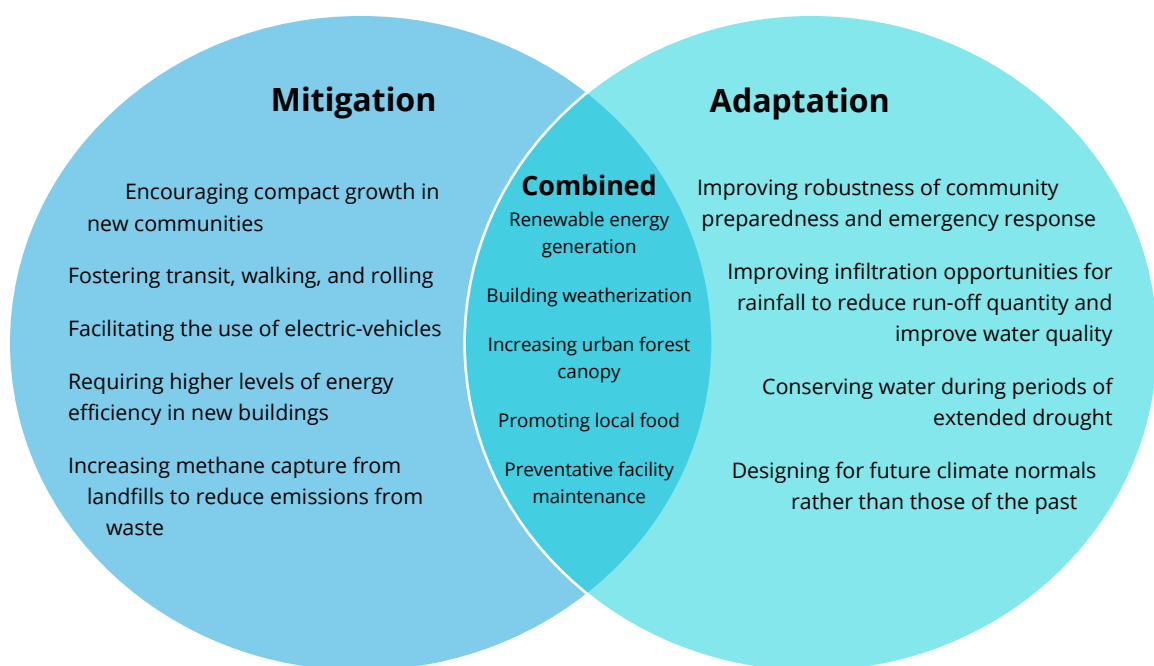 Mitigation
Encouraging compact growth in
new communities
Fostering transit, walking, and rolling
Facilitating the use of electric-vehicles
Requiring higher levels of energy
efficiency in new buildings
Increasing methane capture from
landfills to reduce emissions from
waste
Combined
Renewable energy
generation
Building weatherization
Increasing urban forest
canopy
Promoting local food
Preventative facility
maintenance
Adaptation
Improving robustness of community
preparedness and emergency response
Improving infiltration opportunities for
rainfall to reduce run-off quantity and
improve water quality
Conserving water during periods of
extended drought
Designing for future climate normals
rather than those of the past